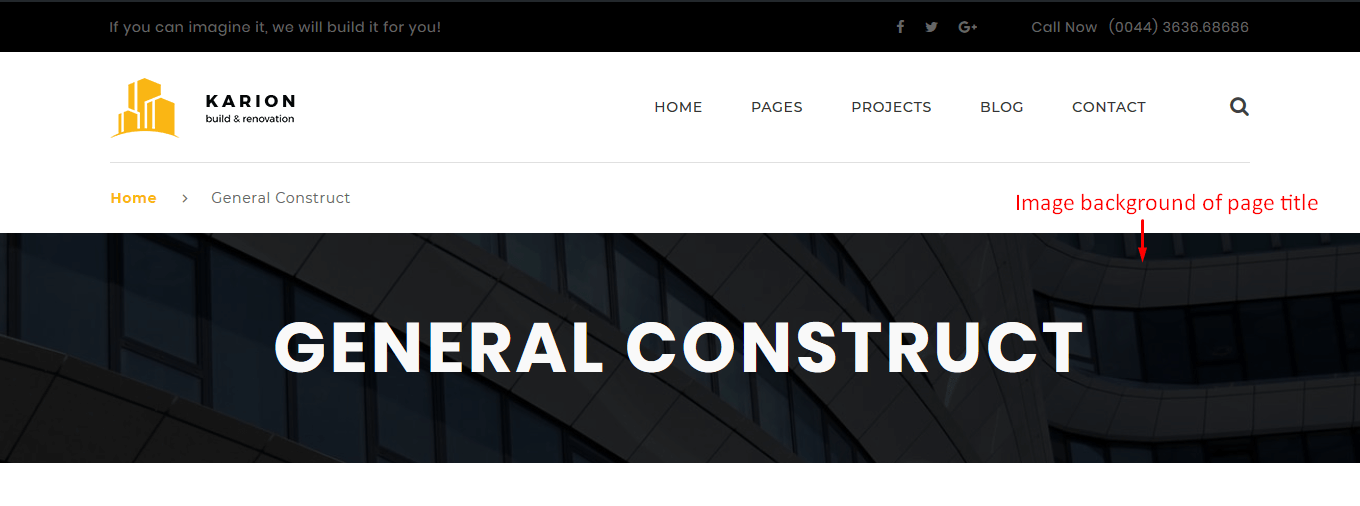 If you can imagine it, we will build it for you!
Call Now (0044) 3636.68686
KARION
build & renovation
HOME PAGES PROJECTS BLOG CONTACT
Home > General Construct
Image background of page title
GENERAL CONSTRUCT